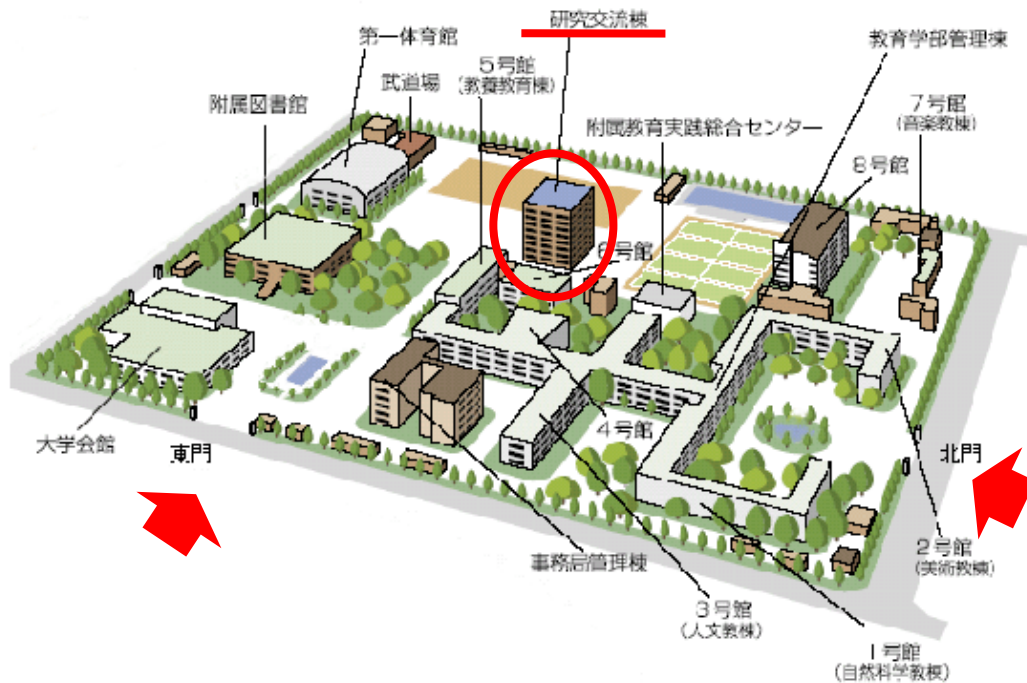 研究交流棟
第一体育館
教育学部管理棟
5号館
(教養教育棟)
武道場
7号館
(音楽教棟)
附属図書館
附属教育実践総合センター
8号館
6号館
大学会館
東門
4号館
北門
事務局管理棟
2号館
(美術教棟)
3号館
(人文教棟)
1号館
(自然科学教棟)